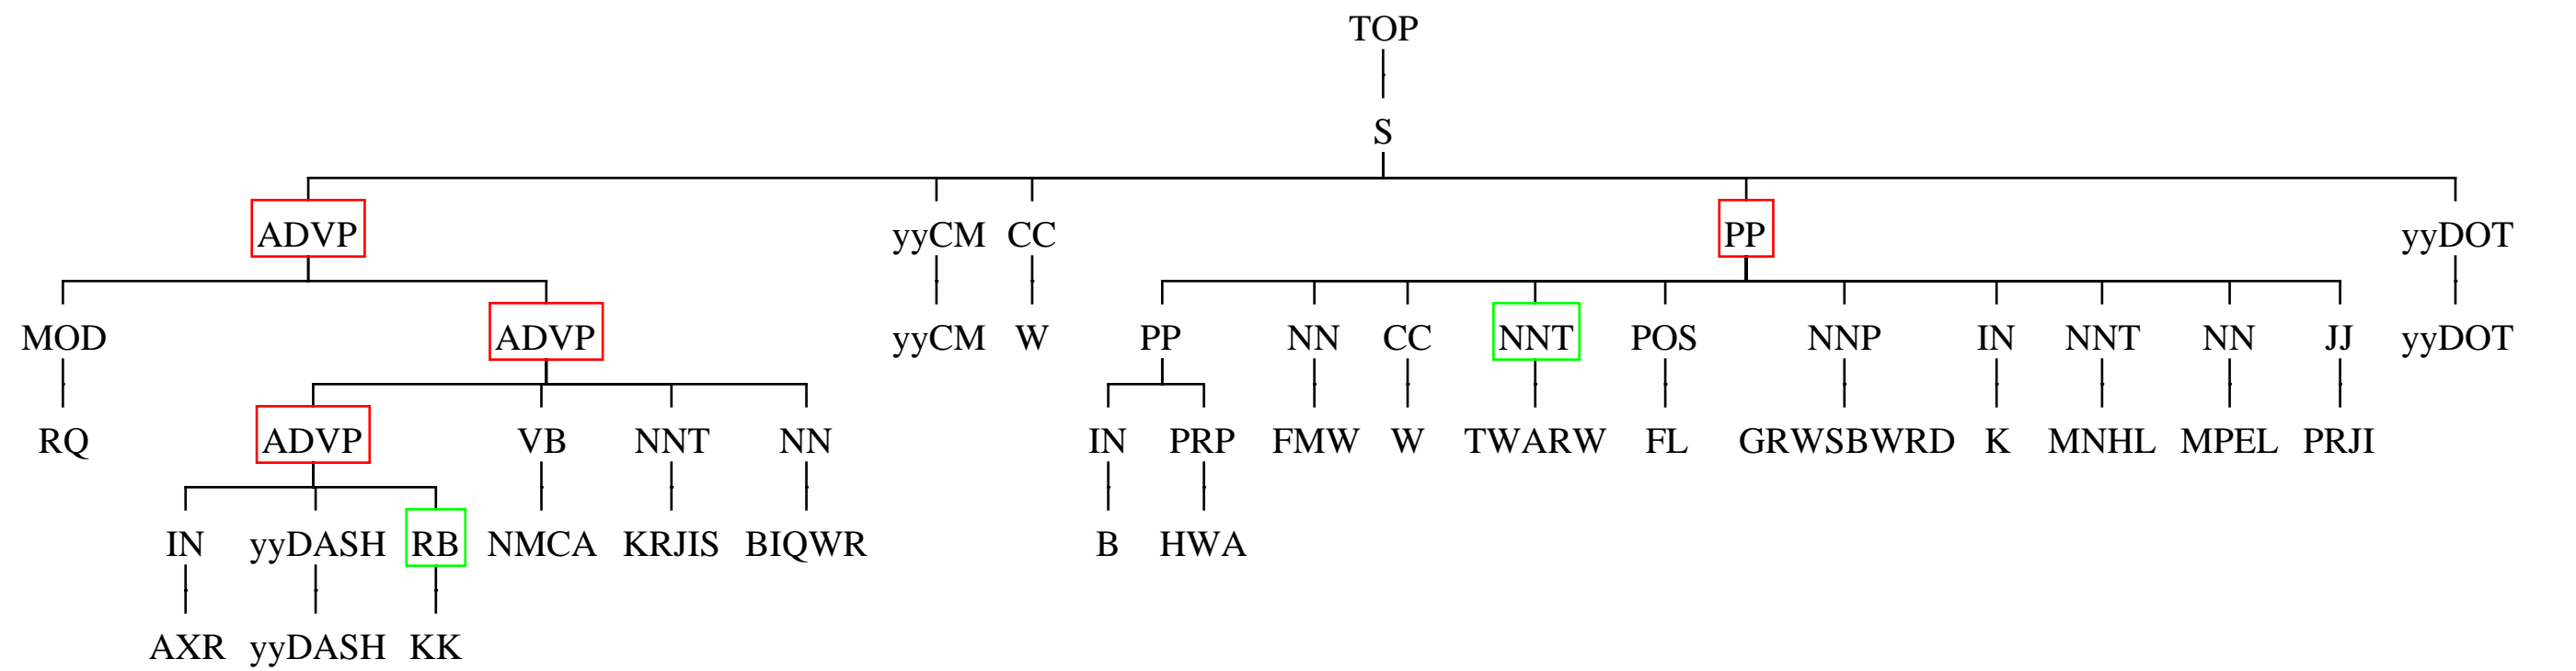 TOP
S
ADVP yyCM CC PP yyDOT
MOD ADVP yyCM W PP NN CC NNT POS NNP IN NNT NN JJ yyDOT
RQ ADVP VB NNT NN IN PRP FMW W TWARW FL GRWSBWRD K MNHL MPEL PRJI
IN yyDASH RB NMCA KRJIS BIQWR B HWA
AXR yyDASH KK